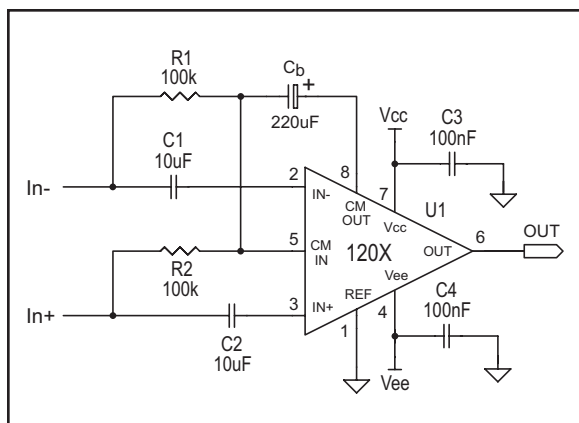 R1
100k
Cb
+
220uF
Vcc
C3
100nF
C1
10uF
In-
2
IN-
8
CM
OUT
7
Vcc
U1
5
CM
IN
120X
OUT
6
OUT
R2
100k
Vee
REF
In+
3
IN+
1
4
C4
100nF
C2
10uF
Vee